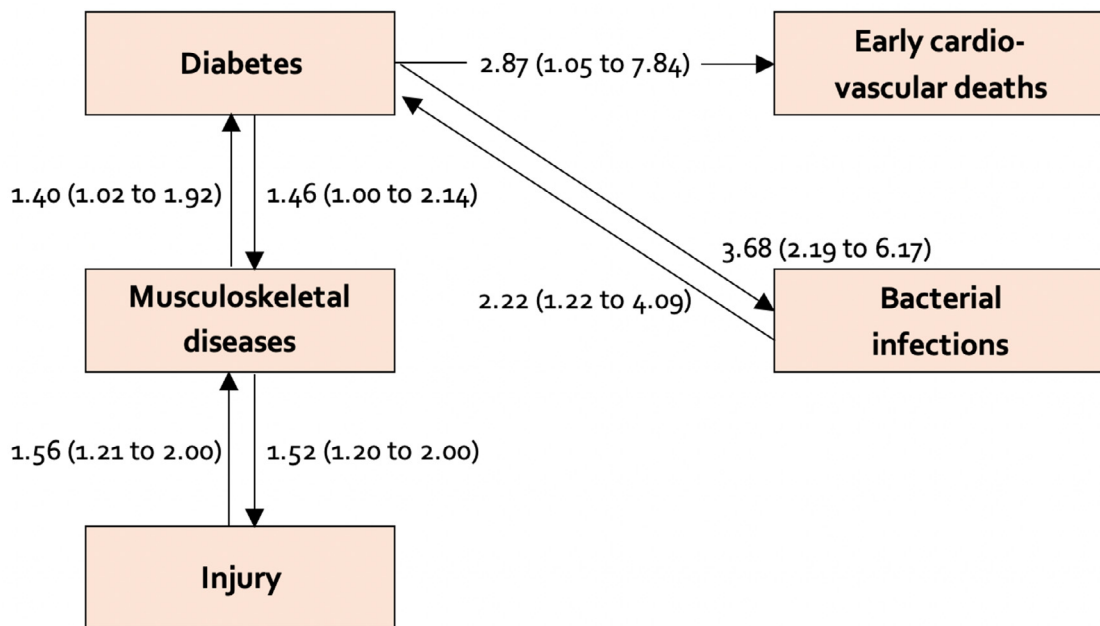 Diabetes
2.87 (1.05 to 7.84)
Early cardio-
vascular deaths
1.40 (1.02 to 1.92)
1.46 (1.00 to 2.14)
3.68 (2.19 to 6.17)
Musculoskeletal
diseases
2.22 (1.22 to 4.09)
Bacterial
infections
1.56 (1.21 to 2.00)
1.52 (1.20 to 2.00)
Injury